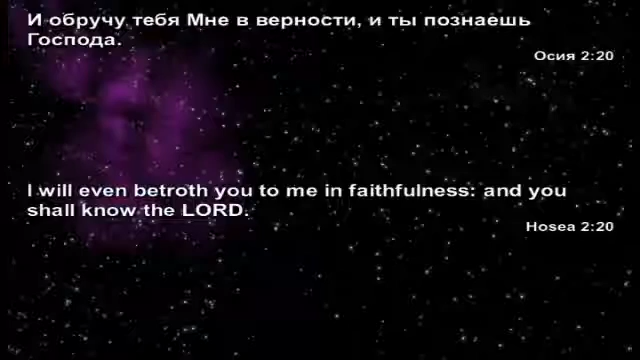 И обручу тебя Мне в верности, и ты познаешь
Господа.
Осия 2:20
I will even betroth you to me in faithfulness: and you
shall know the LORD.
Hosea 2:20